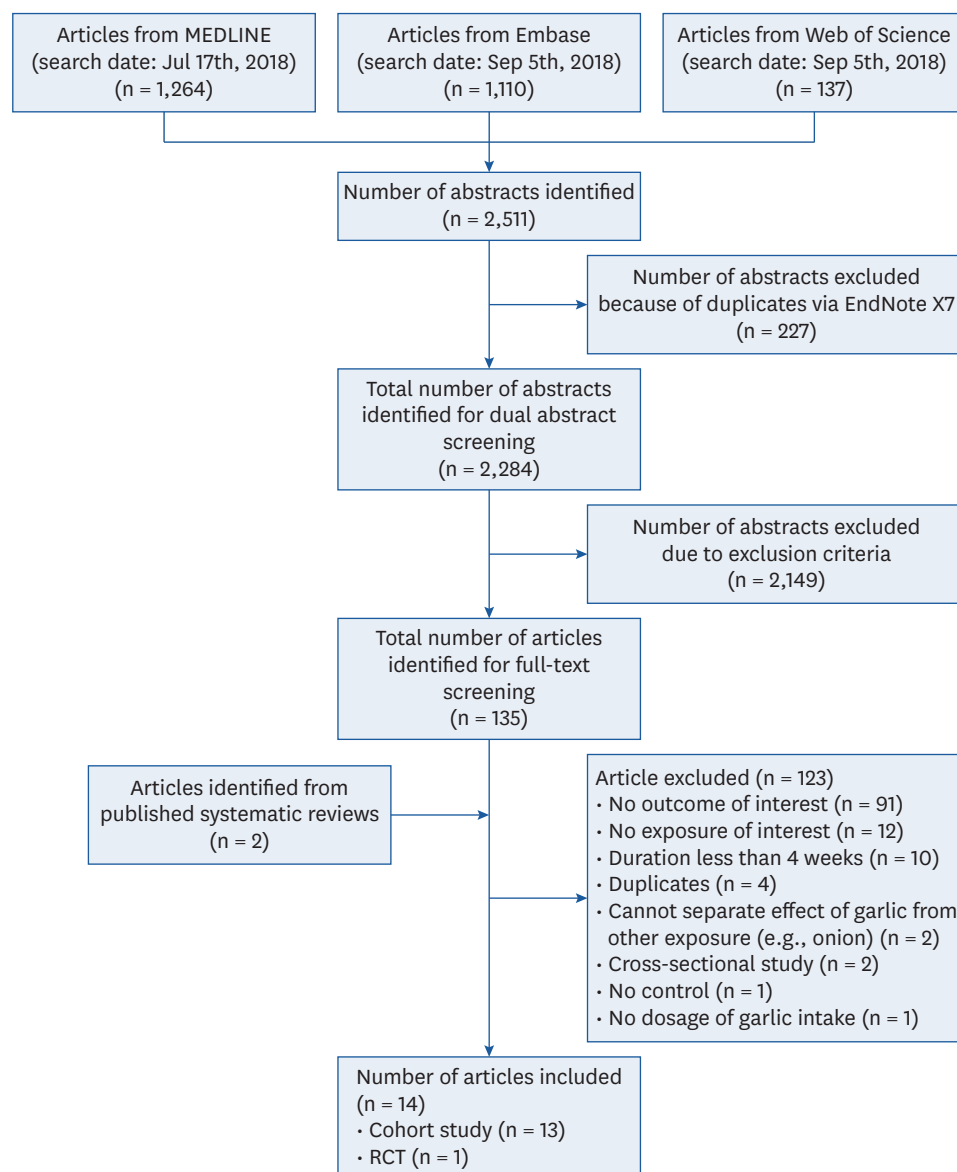 Articles from MEDLINE
(search date: Jul 17th, 2018)
(n = 1,264)
Articles from Embase
(search date: Sep 5th, 2018)
(n = 1,110)
Articles from Web of Science
(search date: Sep 5th, 2018)
(n = 137)
Number of abstracts identified
(n = 2,511)
Number of abstracts excluded
because of duplicates via EndNote X7
(n = 227)
Total number of abstracts
identified for dual abstract
screening
(n = 2,284)
Number of abstracts excluded
due to exclusion criteria
(n = 2,149)
Total number of articles
identified for full-text
screening
(n = 135)
Articles identified from
published systematic reviews
(n = 2)
Article excluded (n = 123)
· No outcome of interest (n = 91)
· No exposure of interest (n = 12)
· Duration less than 4 weeks (n = 10)
· Duplicates (n = 4)
· Cannot separate effect of garlic from
other exposure (e.g., onion) (n = 2)
· Cross-sectional study (n = 2)
· No control (n = 1)
· No dosage of garlic intake (n = 1)
Number of articles included
(n = 14)
· Cohort study (n = 13)
· RCT (n = 1)